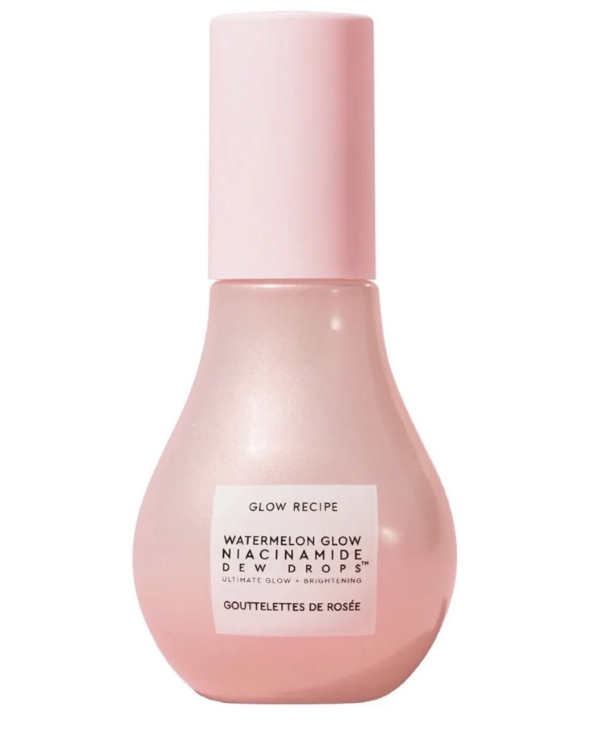 GLOW RECIPE
WATERMELON GLOW
NIACINAMIDE
DEW DROPS™
ULTIMATE GLOW + BRIGHTENING
GOUTTELETTES DE ROSÉE